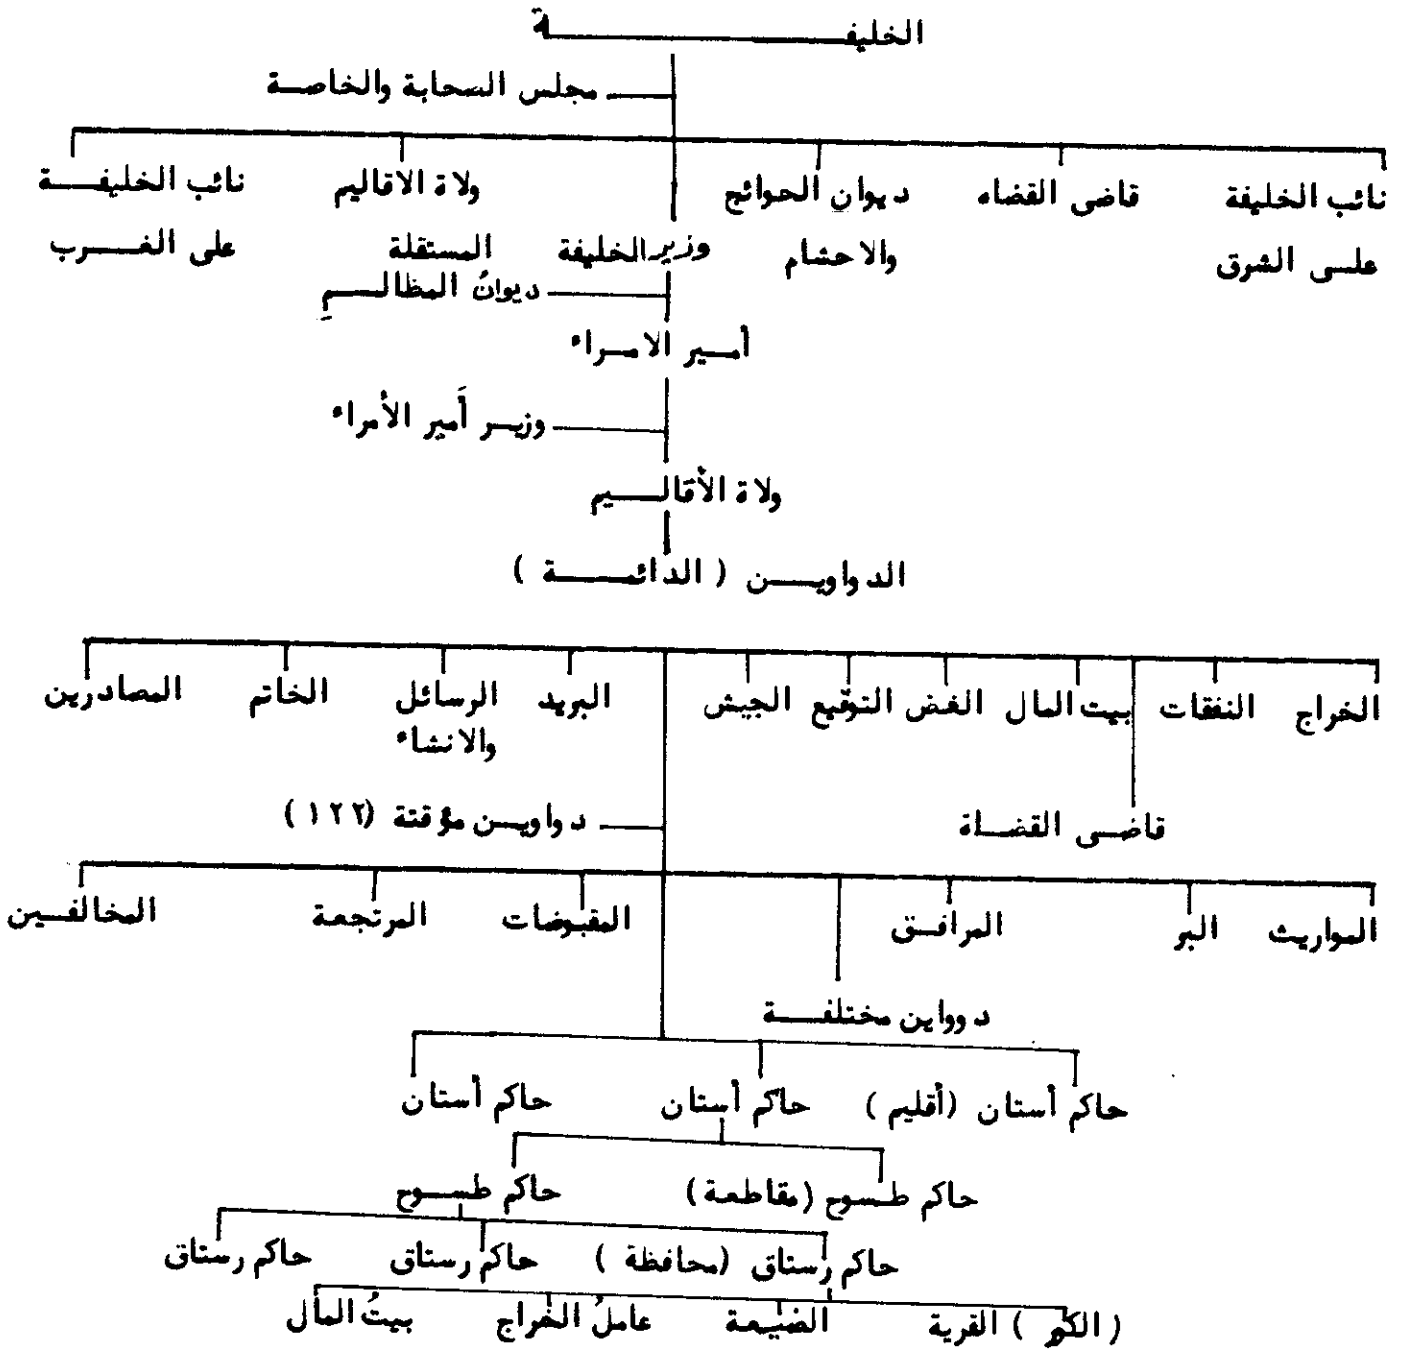 الخليفة
مجلس الصحابة والخاصة
نائب الخليفة على الشرق
قاضى القضاه
ديوان الحوائج والاحشام
وزير الخليفة
ولاة الاقاليم المستقلة
نائب الخليفة على الغرب
ديوان المظالم
أمير الامراء
وزير أمير الأمراء
ولاة الأقاليم
الدواوين ( الدائمة )
الخراج
النفقات
بيت المال
الغض
التوقيع
الجيش
البريد
الرسائل والانشاء
الخاتم
المصادرين
قاضى القضاة
دواوين مؤقتة (١٢٢)
المواريث
البر
المرافق
المقبوضات
المرتجعة
المخالفين
دوواين مختلفة
حاكم أستان (أقليم)
حاكم أستان
حاكم أستان
حاكم طسوح (مقاطعة)
حاكم طسوح
حاكم رستاق (محافظة)
حاكم رستاق
حاكم رستاق
(الكور) القرية
الضيعة
عامل الخراج
بيت المال